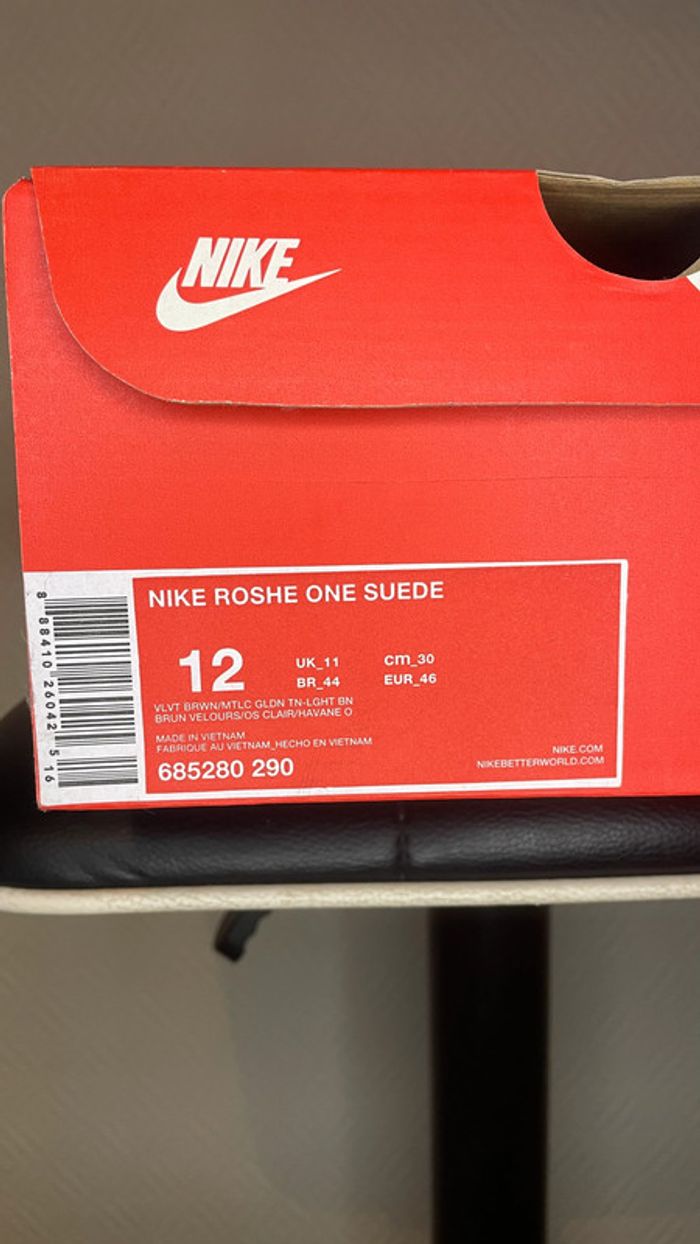 NIKE
NIKE ROSHE ONE SUEDE
12 UK_11 cm_30
BR_44 EUR_46
VLVT BRWN/MTLC GLDN TN-LGHT BN
BRUN VELOURS/OS CLAIR/HAVANE O
MADE IN VIETNAM
FABRIQUE AU VIETNAM_HECHO EN VIETNAM
685280 290
NIKE.COM
NIKEBETTERWORLD.COM
8 88410 26042 5 16